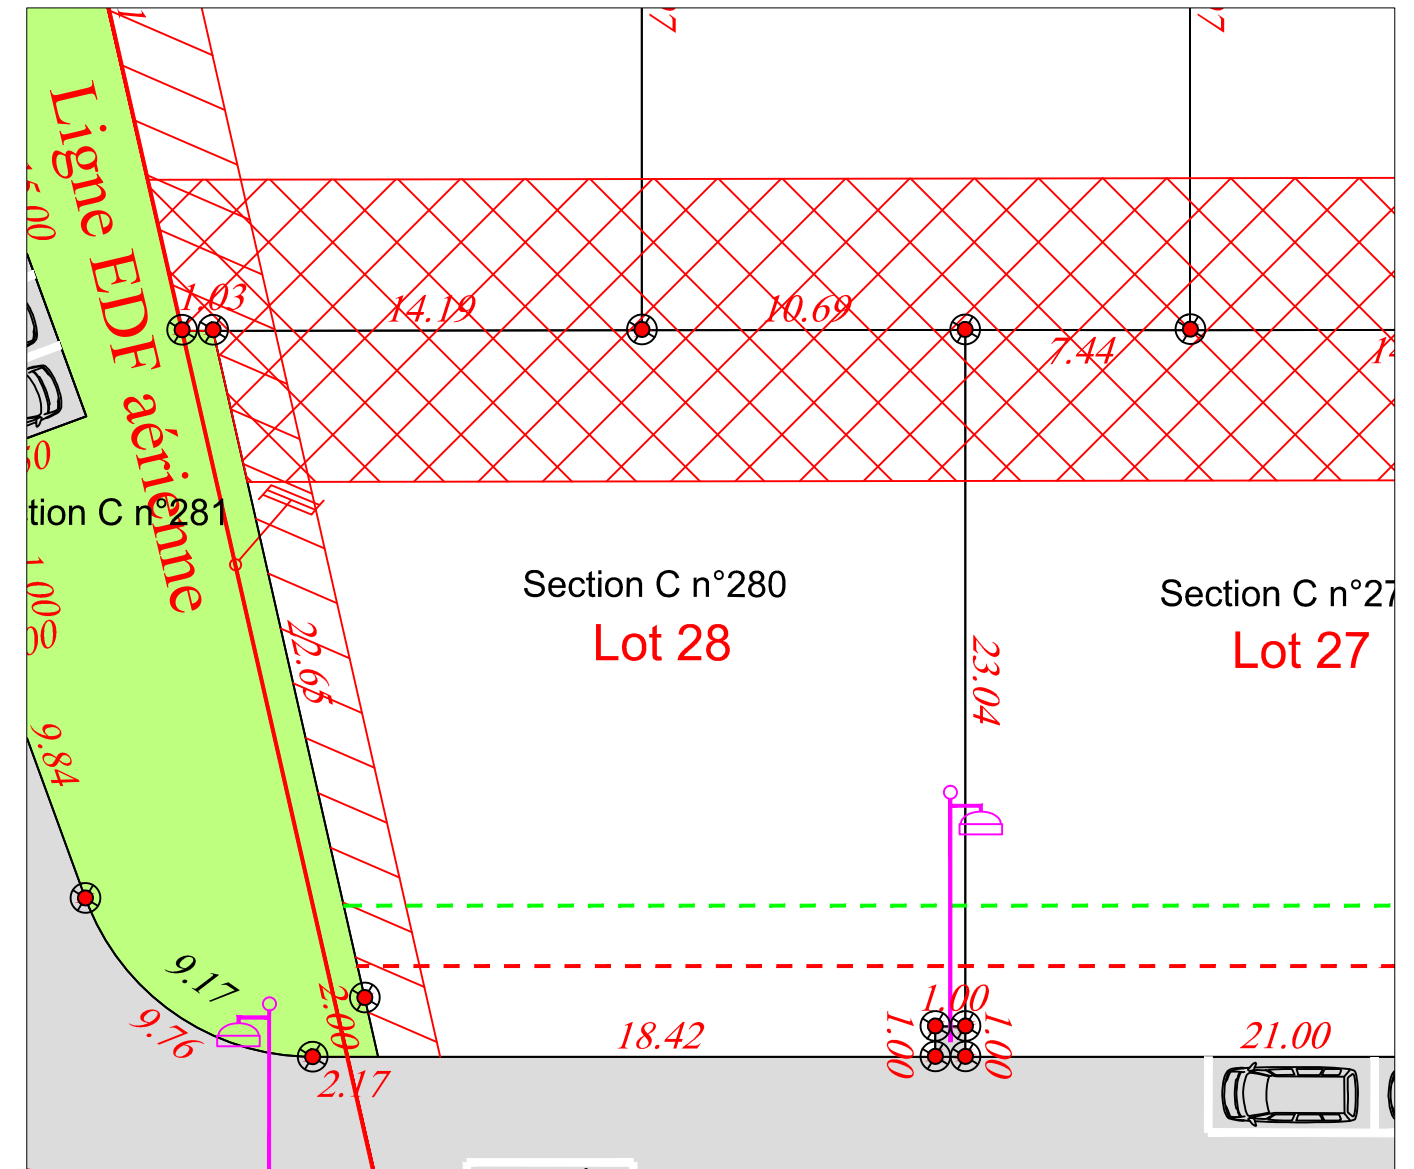 Ligne EDF aérienne
1.03
14.19
10.69
7.44
tion C n°281
Section C n°280
Lot 28
Section C n°27
Lot 27
22.65
23.04
9.84
9.17
9.76
2.00
2.17
18.42
1.00
1.00
1.00
21.00